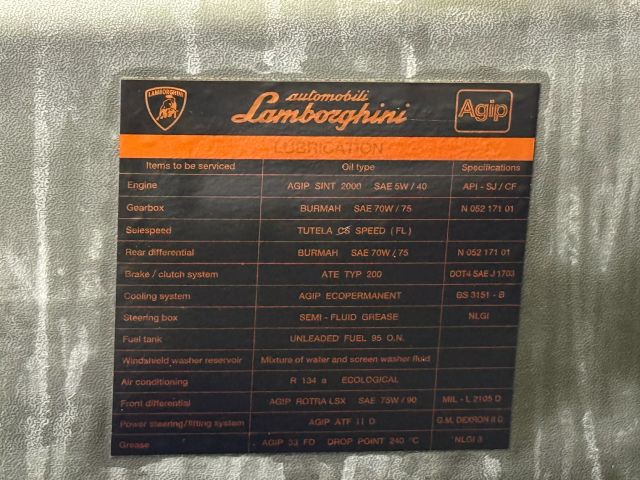 LAMBORGHINI
automobili
Lamborghini
Agip
LUBRICATION
Items to be serviced Oil type Specifications
Engine AGIP SINT 2000 SAE 5W / 40 API - SJ / CF
Gearbox BURMAH SAE 70W / 75 N 052 171 01
Selespeed TUTELA CS SPEED ( FL )
Rear differential BURMAH SAE 70W / 75 N 052 171 01
Brake / clutch system ATE TYP 200 DOT4 SAE J 1703
Cooling system AGIP ECOPERMANENT BS 3151 - B
Steering box SEMI - FLUID GREASE NLGI
Fuel tank UNLEADED FUEL 95 O.N.
Windshield washer reservoir Mixture of water and screen washer fluid
Air conditioning R 134 a ECOLOGICAL
Front differential AGIP ROTRA LSX SAE 75W / 90 MIL - L 2105 D
Power steering/lifting system AGIP ATF II D G.M. DEXRON II D
Grease AGIP 33 FD DROP POINT 240 °C NLGI 3